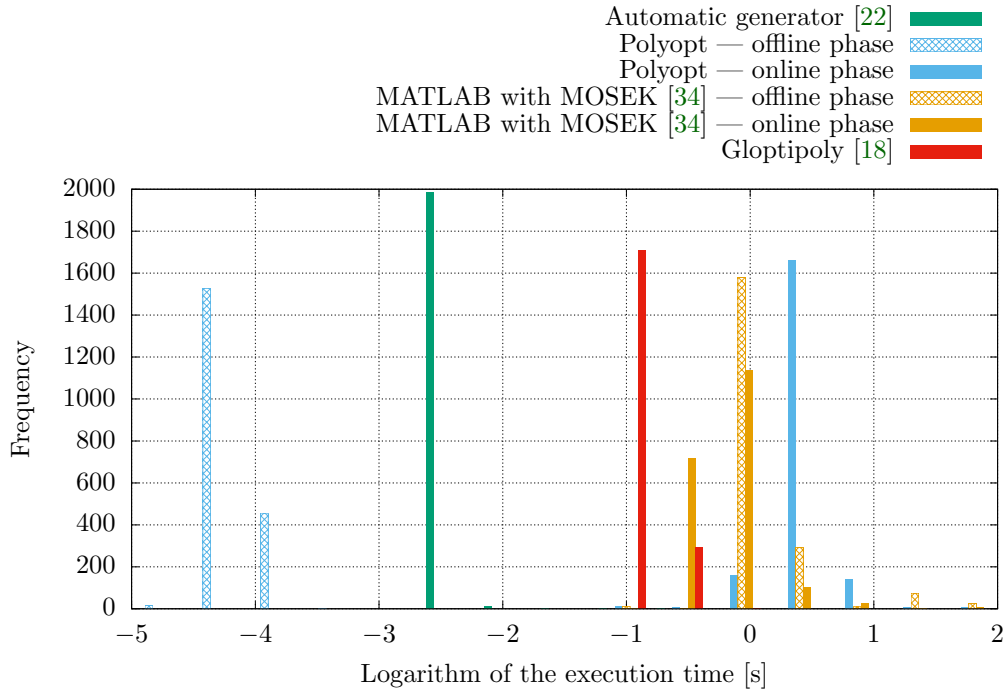 Automatic generator [22]
Polyopt — offline phase
Polyopt — online phase
MATLAB with MOSEK [34] — offline phase
MATLAB with MOSEK [34] — online phase
Gloptipoly [18]
2000
1800
1600
1400
1200
1000
800
600
400
200
0
Frequency
−5 −4 −3 −2 −1 0 1 2
Logarithm of the execution time [s]